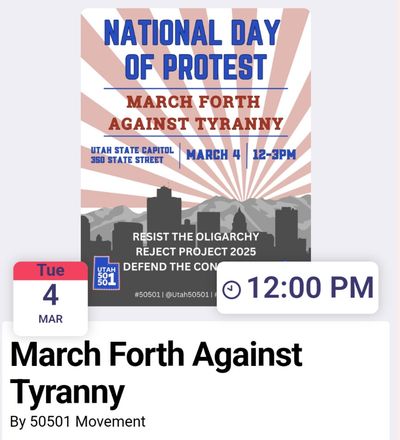 NATIONAL DAY
OF PROTEST
MARCH FORTH
AGAINST TYRANNY
UTAH STATE CAPITOL
350 STATE STREET
MARCH 4
12-3PM
RESIST THE OLIGARCHY
REJECT PROJECT 2025
DEFEND THE
UTAH
50
50
1
#50501 | @Utah50501 |
Tue
4
MAR
12:00 PM
March Forth Against
Tyranny
By 50501 Movement